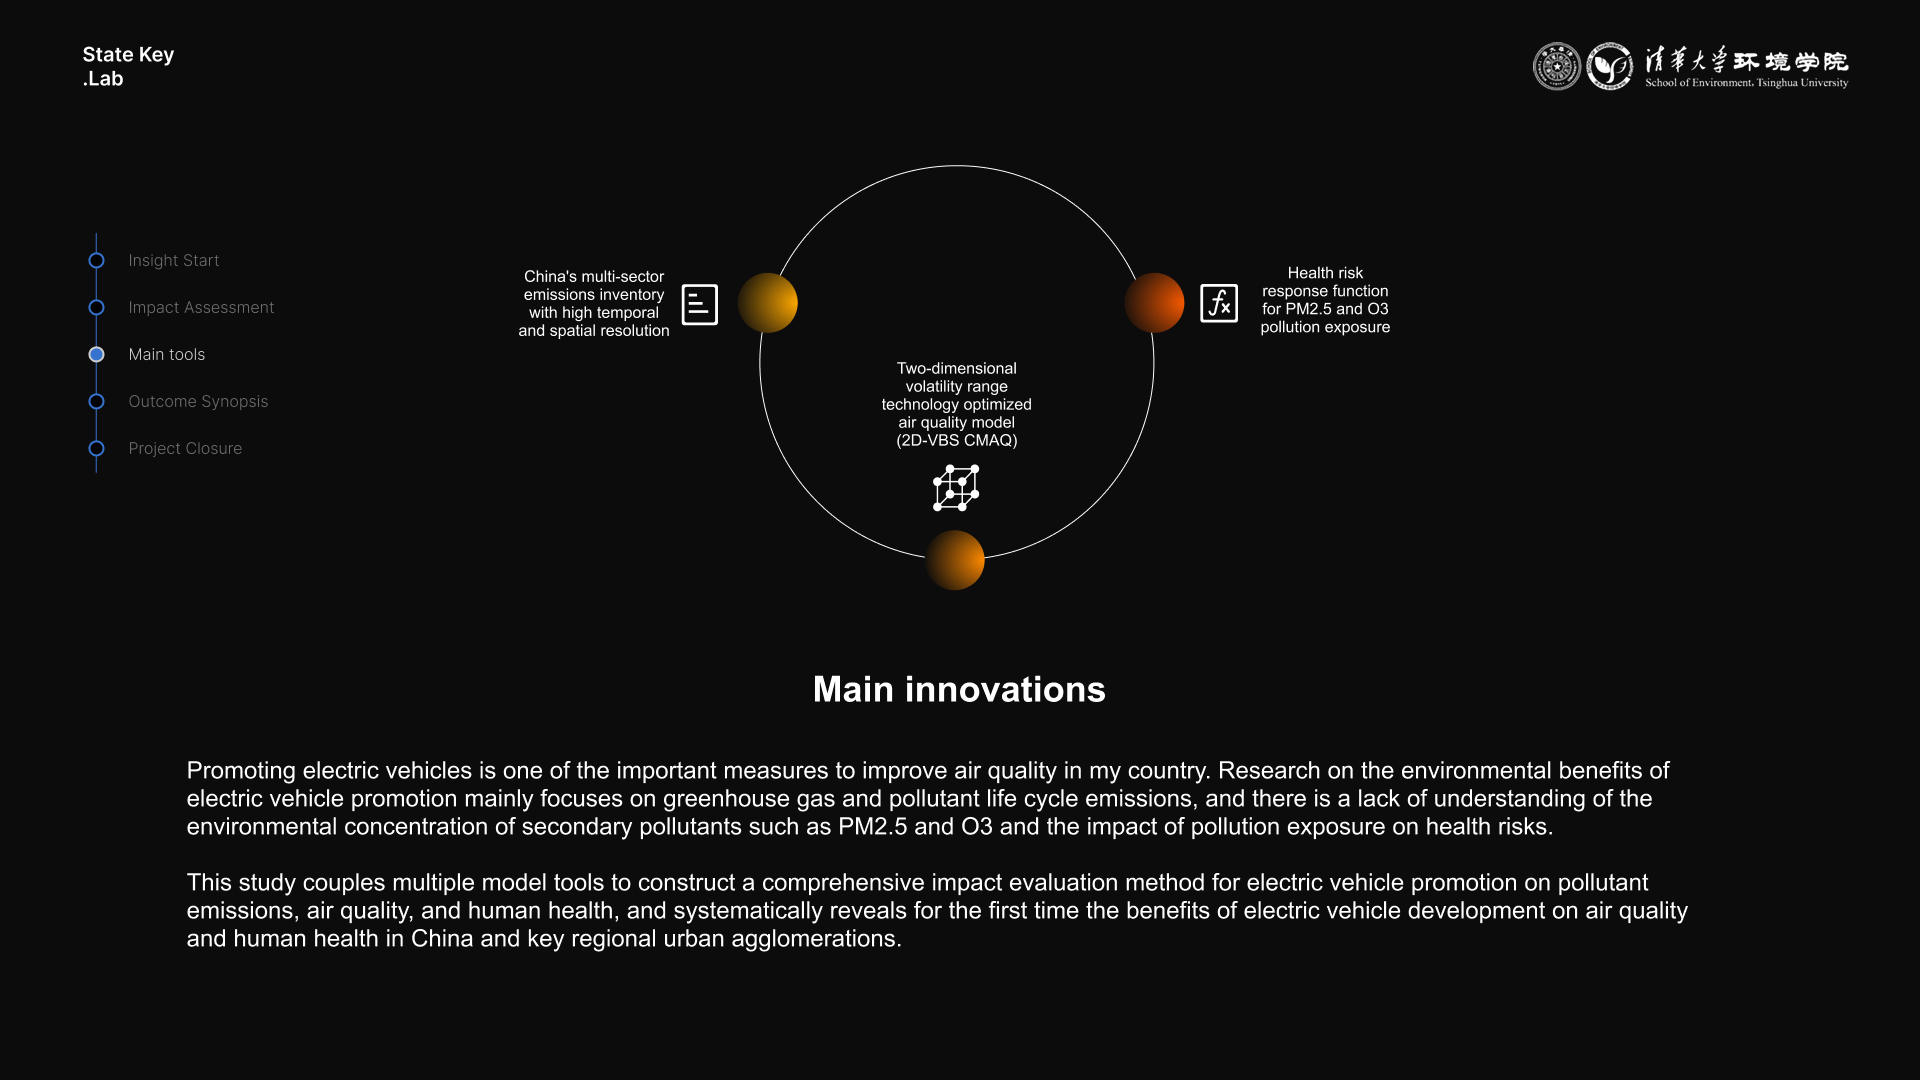 State Key
.Lab
清华大学环境学院
School of Environment, Tsinghua University
Insight Start
Impact Assessment
Main tools
Outcome Synopsis
Project Closure
China's multi-sector
emissions inventory
with high temporal
and spatial resolution
Health risk
response function
for PM2.5 and O3
pollution exposure
fx
Two-dimensional
volatility range
technology optimized
air quality model
(2D-VBS CMAQ)
Main innovations
Promoting electric vehicles is one of the important measures to improve air quality in my country. Research on the environmental benefits of
electric vehicle promotion mainly focuses on greenhouse gas and pollutant life cycle emissions, and there is a lack of understanding of the
environmental concentration of secondary pollutants such as PM2.5 and O3 and the impact of pollution exposure on health risks.
This study couples multiple model tools to construct a comprehensive impact evaluation method for electric vehicle promotion on pollutant
emissions, air quality, and human health, and systematically reveals for the first time the benefits of electric vehicle development on air quality
and human health in China and key regional urban agglomerations.